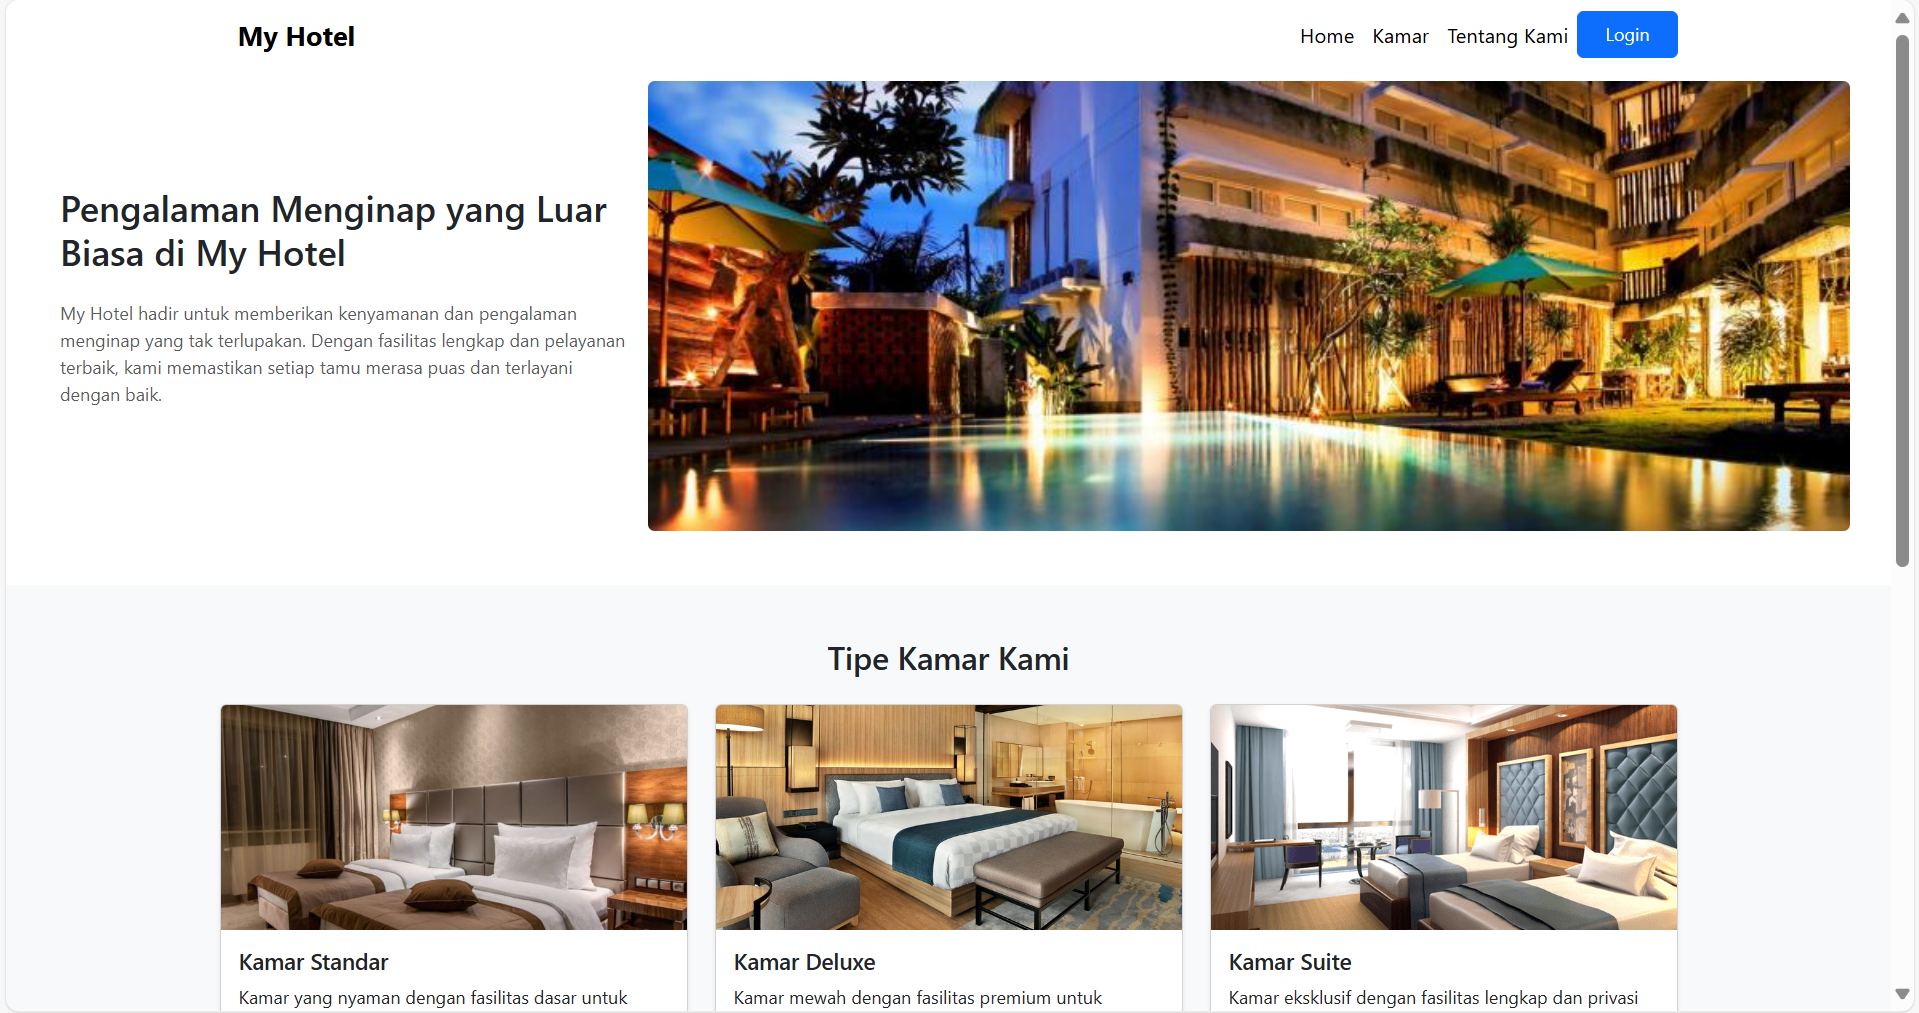 My Hotel
Home Kamar Tentang Kami Login
Pengalaman Menginap yang Luar
Biasa di My Hotel
My Hotel hadir untuk memberikan kenyamanan dan pengalaman
menginap yang tak terlupakan. Dengan fasilitas lengkap dan pelayanan
terbaik, kami memastikan setiap tamu merasa puas dan terlayani
dengan baik.
Tipe Kamar Kami
Kamar Standar
Kamar yang nyaman dengan fasilitas dasar untuk
Kamar Deluxe
Kamar mewah dengan fasilitas premium untuk
Kamar Suite
Kamar eksklusif dengan fasilitas lengkap dan privasi